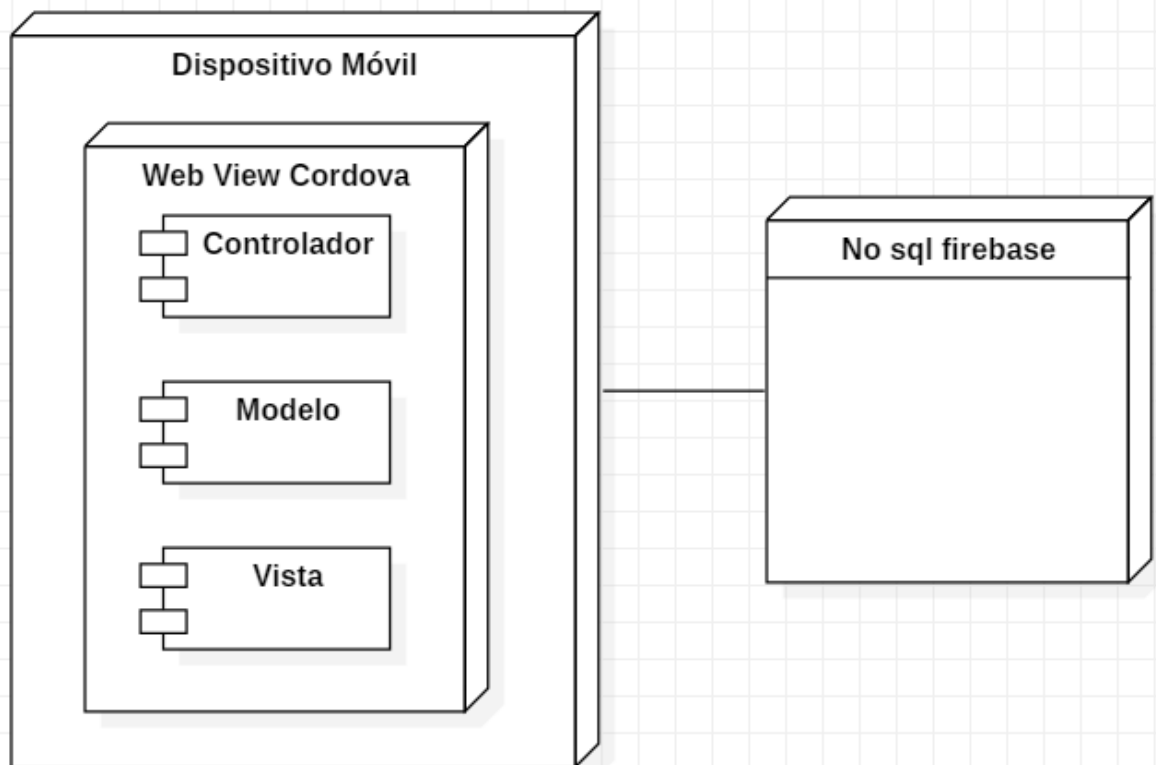 Dispositivo Móvil
Web View Cordova
Controlador
Modelo
Vista
No sql firebase